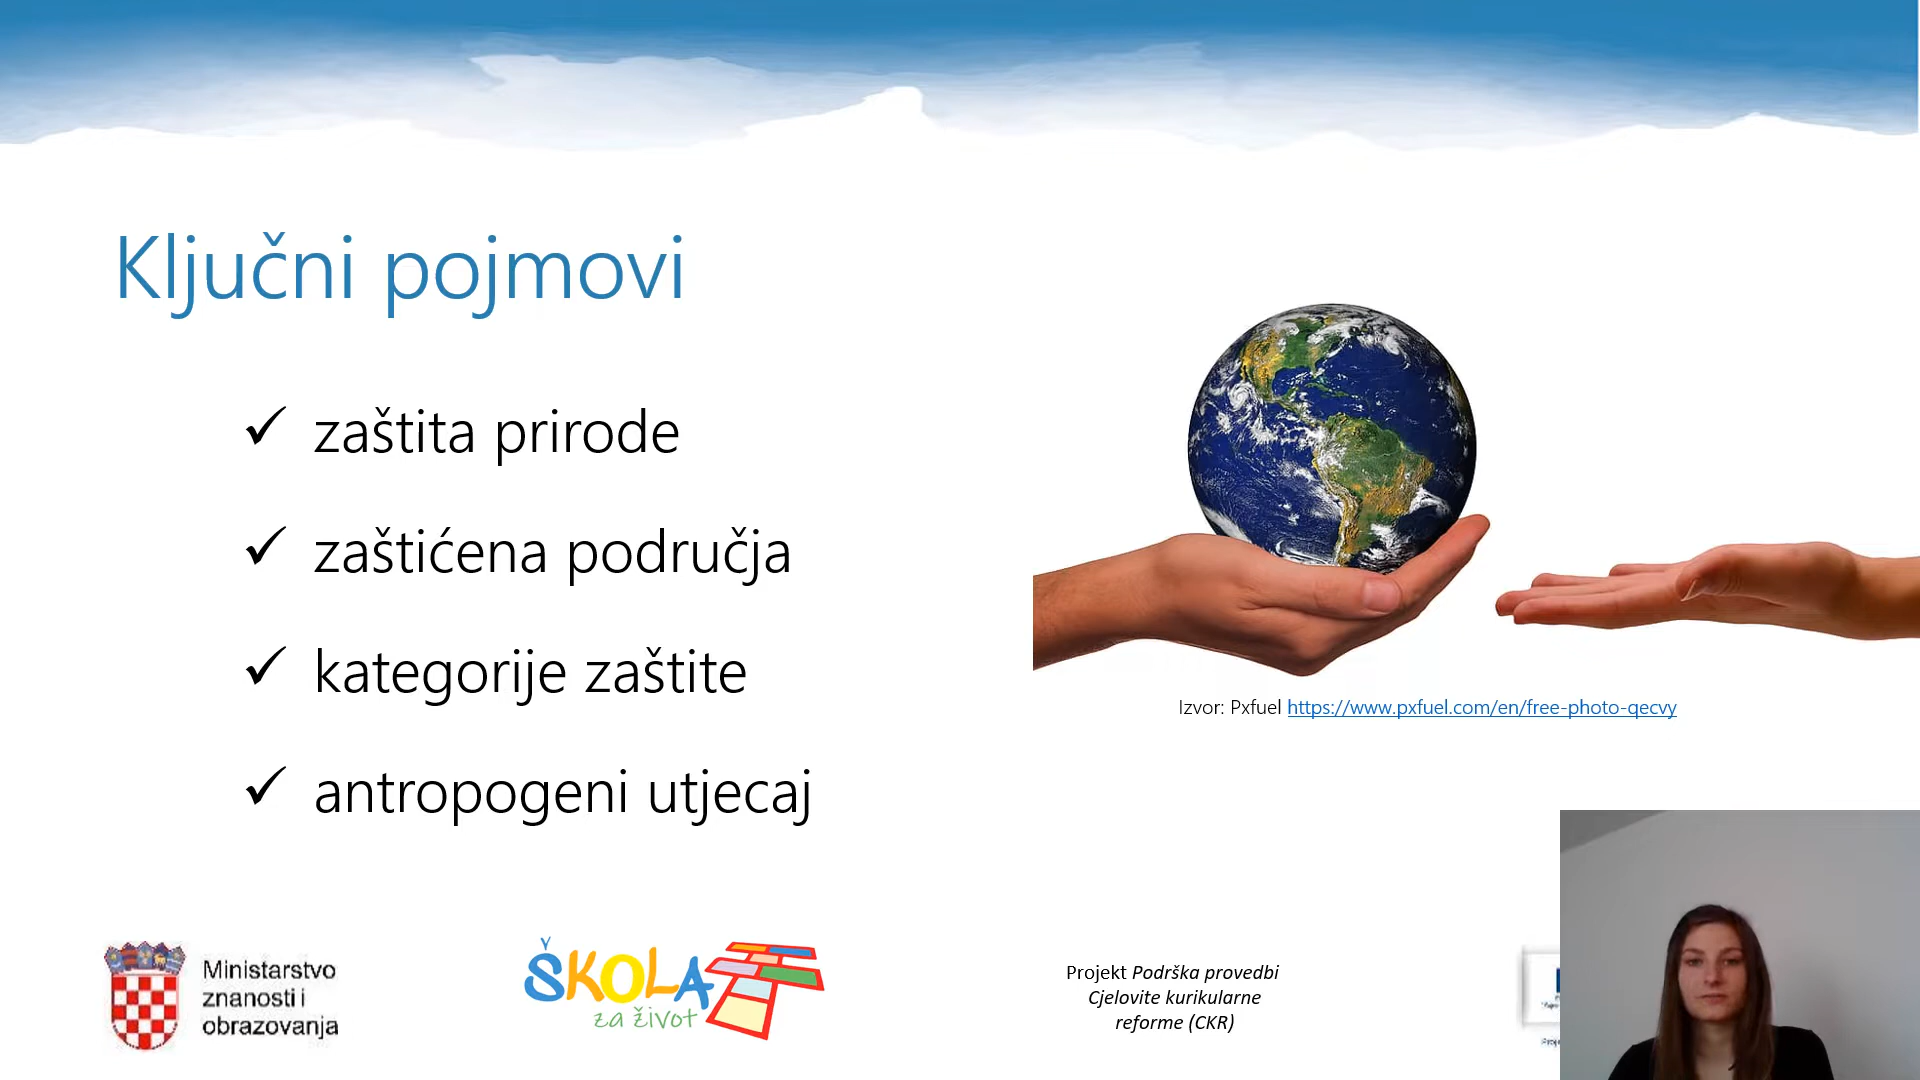 Ključni pojmovi
✓ zaštita prirode
✓ zaštićena područja
✓ kategorije zaštite
✓ antropogeni utjecaj
Izvor: Pxfuel https://www.pxfuel.com/en/free-photo-qecvy
Ministarstvo
znanosti i
obrazovanja
ŠKOLA
za život
Projekt Podrška provedbi
Cjelovite kurikularne
reforme (CKR)